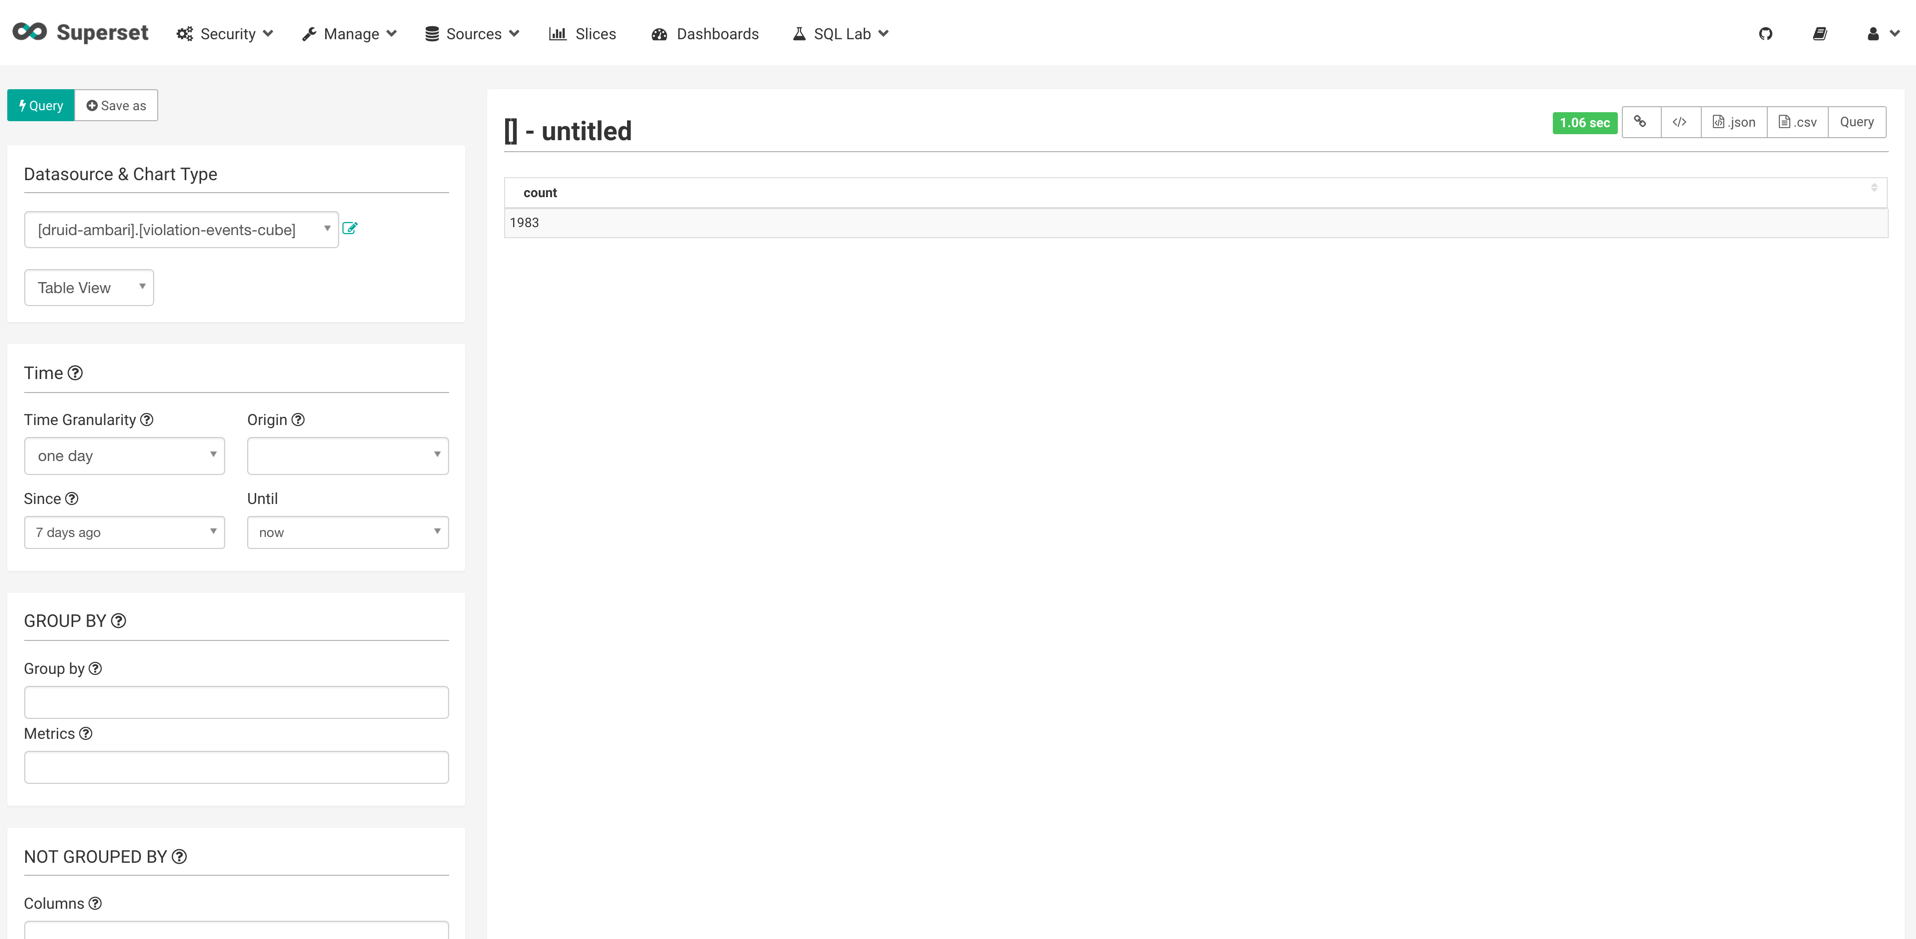 Superset Security Manage Sources Slices Dashboards SQL Lab
Query Save as
Datasource & Chart Type
[druid-ambari].[violation-events-cube]
Table View
Time
Time Granularity Origin
one day
Since Until
7 days ago now
GROUP BY
Group by
Metrics
NOT GROUPED BY
Columns
[] - untitled
1.06 sec </> .json .csv Query
count
1983